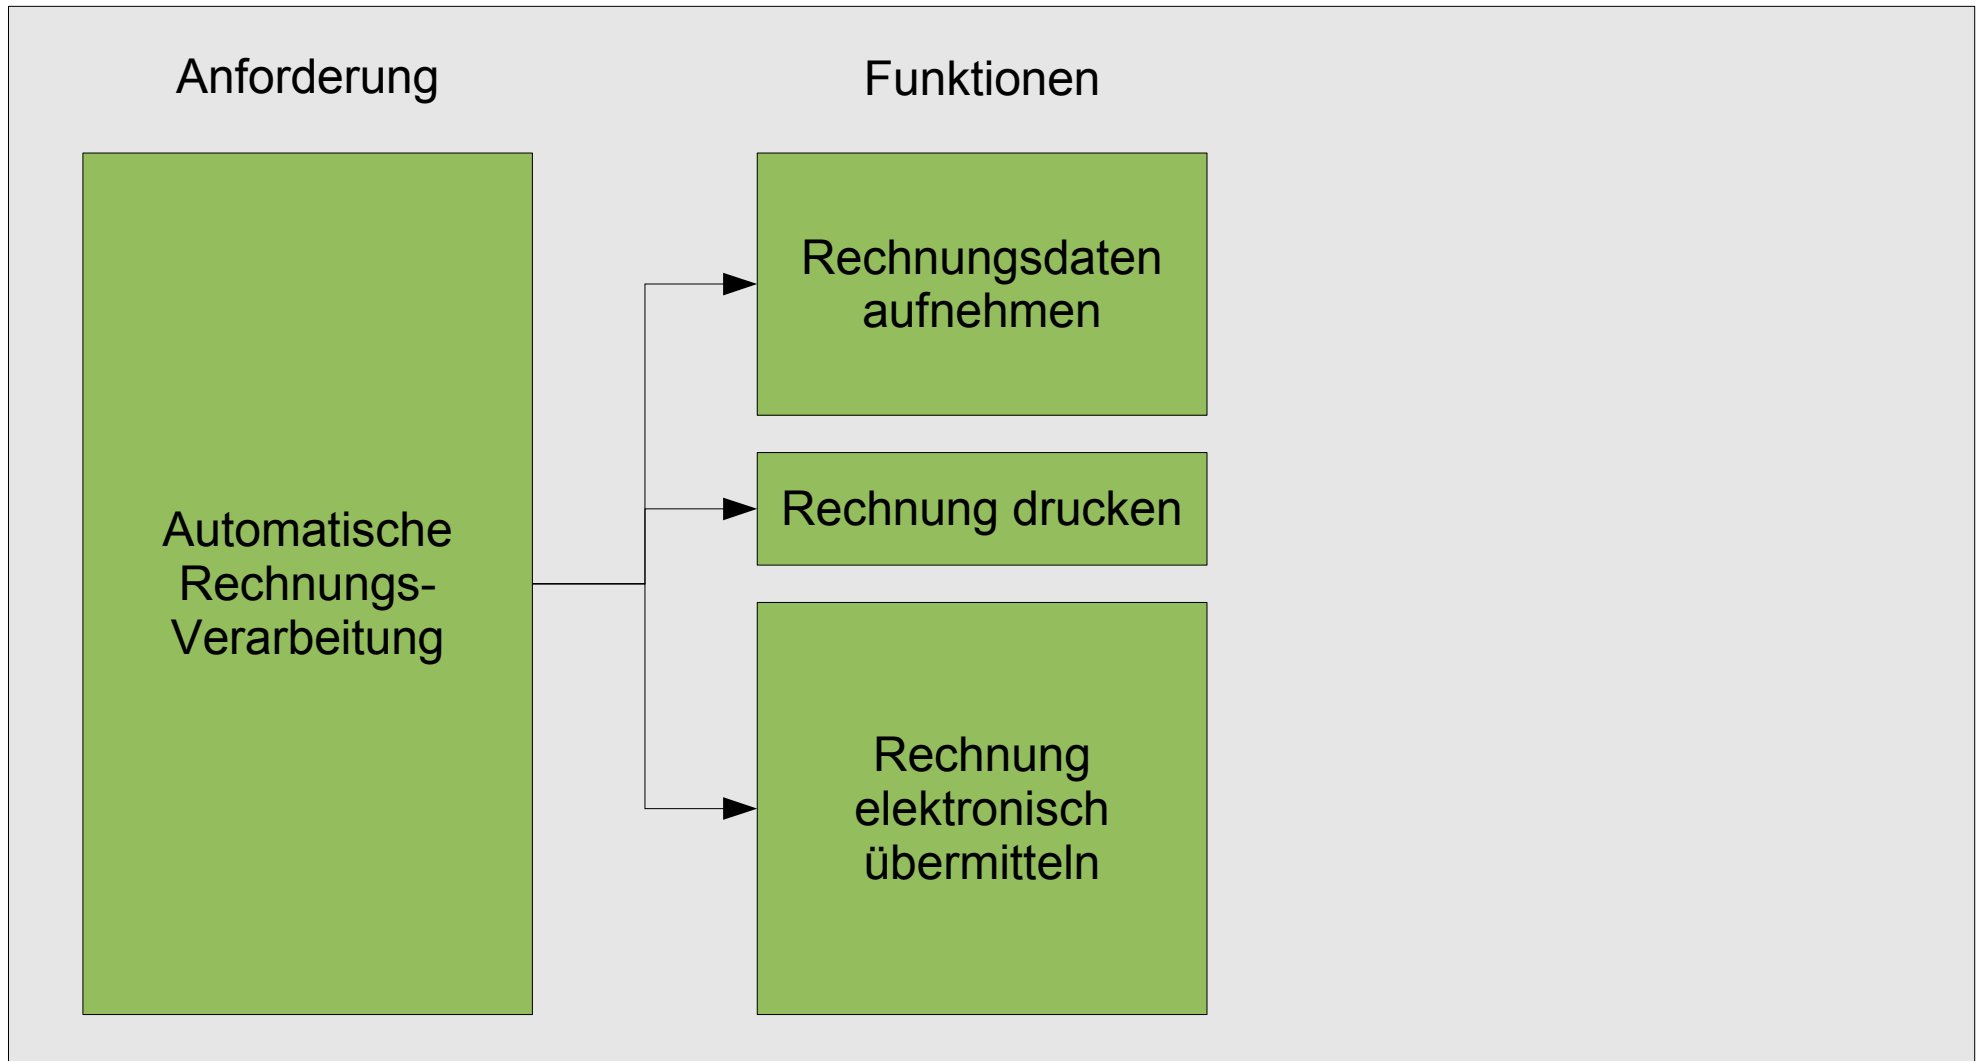 Anforderung
Funktionen
Automatische
Rechnungs-
Verarbeitung
Rechnungsdaten
aufnehmen
Rechnung drucken
Rechnung
elektronisch
übermitteln